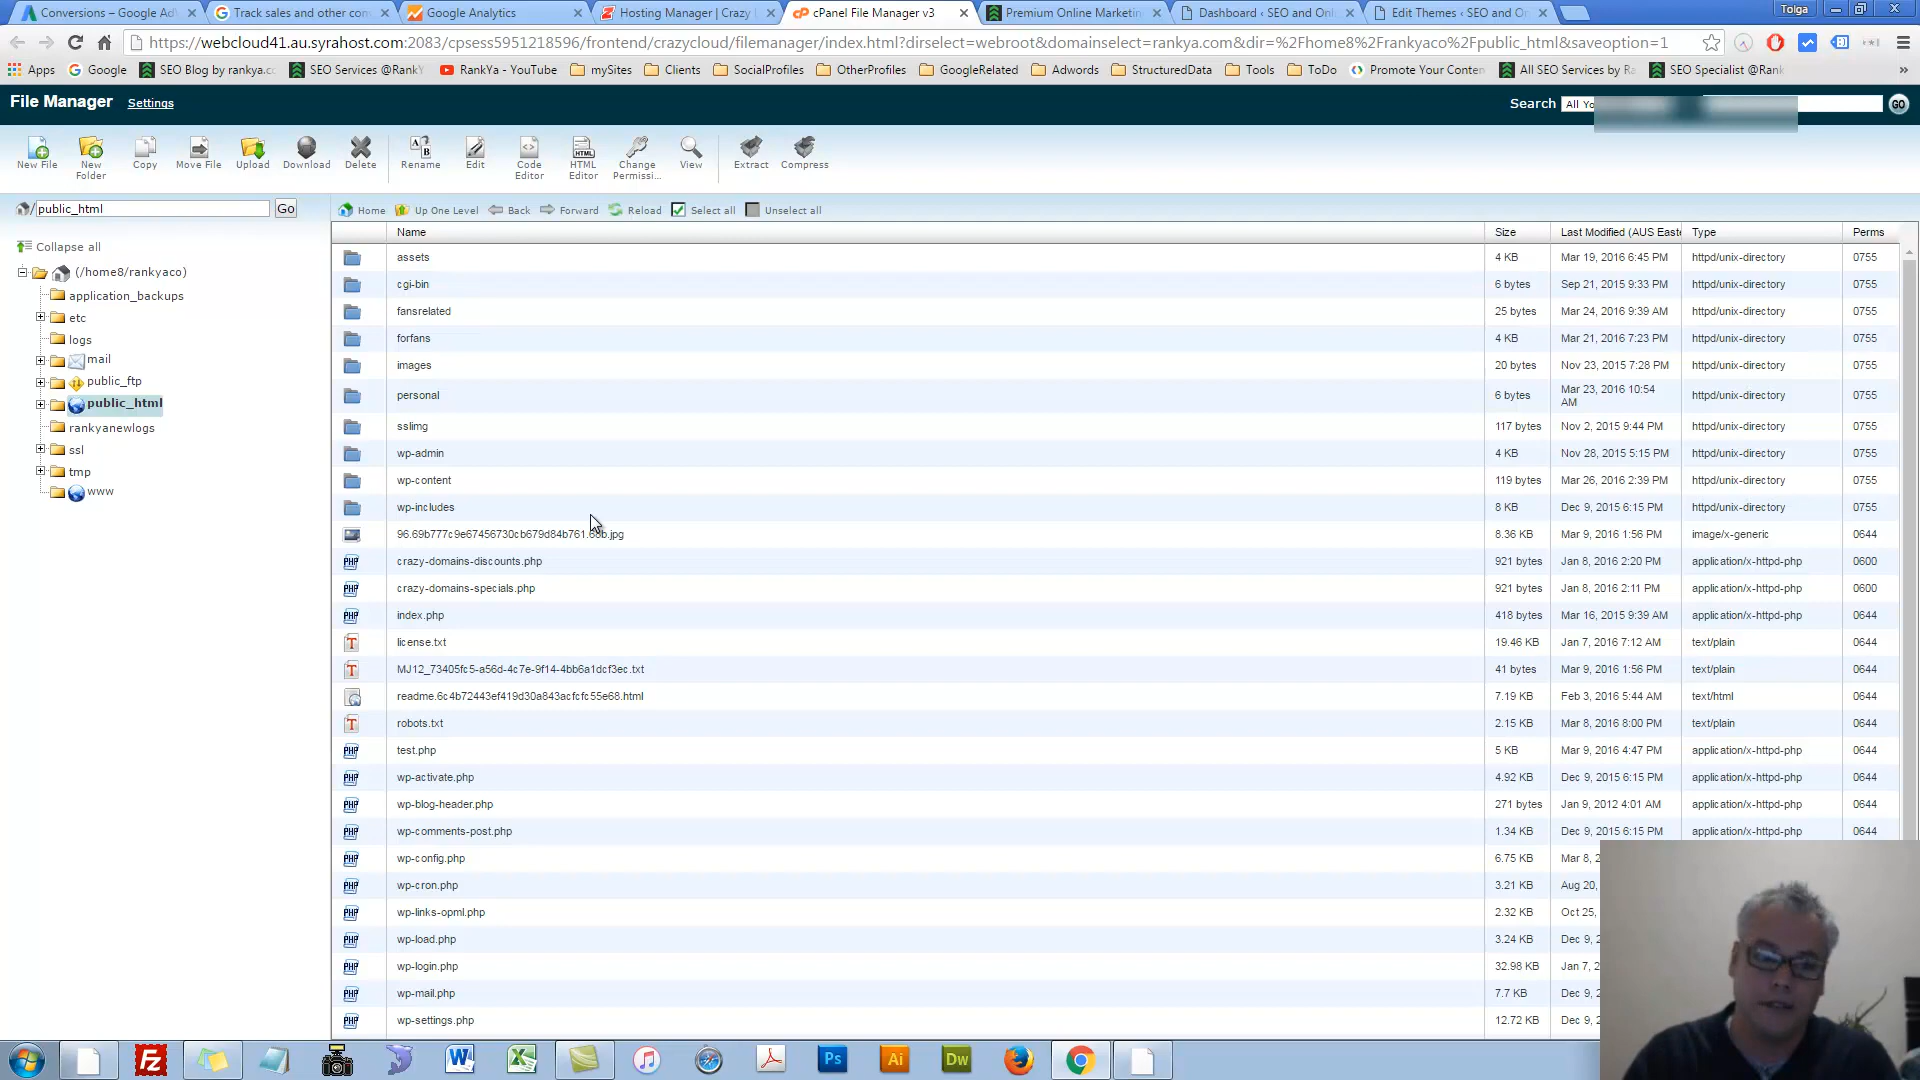 Conversions – Google Ad
Track sales and other con
Google Analytics
Hosting Manager | Crazy
cPanel File Manager v3
Premium Online Marketin
Dashboard ‹ SEO and Onl
Edit Themes ‹ SEO and O
Tolga
https://webcloud41.au.syrahost.com:2083/cpsess5951218596/frontend/crazycloud/filemanager/index.html?dirselect=webroot&domainselect=rankya.com&dir=%2Fhome8%2Frankyaco%2Fpublic_html&saveoption=1
Apps Google SEO Blog by rankya.c SEO Services @RankY RankYa - YouTube mySites Clients SocialProfiles OtherProfiles GoogleRelated Adwords StructuredData Tools ToDo Promote Your Conten All SEO Services by Ra SEO Specialist @Rank »
File Manager Settings Search All Yo GO
New File New Folder Copy Move File Upload Download Delete Rename Edit Code Editor HTML Editor Change Permissi... View Extract Compress
/ public_html Go
Home Up One Level Back Forward Reload Select all Unselect all
Collapse all
(/home8/rankyaco)
application_backups
etc
logs
mail
public_ftp
public_html
rankyanewlogs
ssl
tmp
www
Name Size Last Modified (AUS Easte Type Perms
assets 4 KB Mar 19, 2016 6:45 PM httpd/unix-directory 0755
cgi-bin 6 bytes Sep 21, 2015 9:33 PM httpd/unix-directory 0755
fansrelated 25 bytes Mar 24, 2016 9:39 AM httpd/unix-directory 0755
forfans 4 KB Mar 21, 2016 7:23 PM httpd/unix-directory 0755
images 20 bytes Nov 23, 2015 7:28 PM httpd/unix-directory 0755
personal 6 bytes Mar 23, 2016 10:54 AM httpd/unix-directory 0755
sslimg 117 bytes Nov 2, 2015 9:44 PM httpd/unix-directory 0755
wp-admin 4 KB Nov 28, 2015 5:15 PM httpd/unix-directory 0755
wp-content 119 bytes Mar 26, 2016 2:39 PM httpd/unix-directory 0755
wp-includes 8 KB Dec 9, 2015 6:15 PM httpd/unix-directory 0755
8.36 KB Mar 9, 2016 1:56 PM image/x-generic 0644
crazy-domains-discounts.php 921 bytes Jan 8, 2016 2:20 PM application/x-httpd-php 0600
crazy-domains-specials.php 921 bytes Jan 8, 2016 2:11 PM application/x-httpd-php 0600
index.php 418 bytes Mar 16, 2015 9:39 AM application/x-httpd-php 0644
license.txt 19.46 KB Jan 7, 2016 7:12 AM text/plain 0644
MJ12_73405fc5-a56d-4c7e-9f14-4bb6a1dcf3ec.txt 41 bytes Mar 9, 2016 1:56 PM text/plain 0644
readme.6c4b72443ef419d30a843acfcfc55e68.html 7.19 KB Feb 3, 2016 5:44 AM text/html 0644
robots.txt 2.15 KB Mar 8, 2016 8:00 PM text/plain 0644
test.php 5 KB Mar 9, 2016 4:47 PM application/x-httpd-php 0644
wp-activate.php 4.92 KB Dec 9, 2015 6:15 PM application/x-httpd-php 0644
wp-blog-header.php 271 bytes Jan 9, 2012 4:01 AM application/x-httpd-php 0644
wp-comments-post.php 1.34 KB Dec 9, 2015 6:15 PM application/x-httpd-php 0644
wp-config.php 6.75 KB Mar 8, 2
wp-cron.php 3.21 KB Aug 20,
wp-links-opml.php 2.32 KB Oct 25,
wp-load.php 3.24 KB Dec 9, 2
wp-login.php 32.98 KB Jan 7, 2
wp-mail.php 7.7 KB Dec 9, 2
wp-settings.php 12.72 KB Dec 9, 2
Fz W X Ps Ai Dw